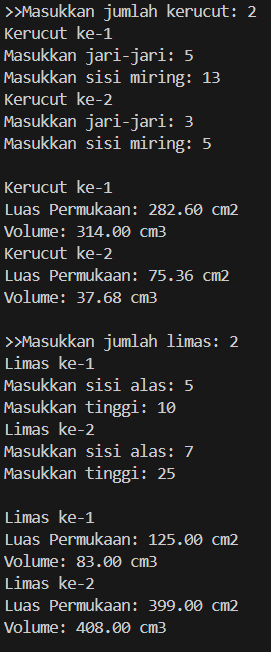 >>Masukkan jumlah kerucut: 2
Kerucut ke-1
Masukkan jari-jari: 5
Masukkan sisi miring: 13
Kerucut ke-2
Masukkan jari-jari: 3
Masukkan sisi miring: 5
Kerucut ke-1
Luas Permukaan: 282.60 cm2
Volume: 314.00 cm3
Kerucut ke-2
Luas Permukaan: 75.36 cm2
Volume: 37.68 cm3
>>Masukkan jumlah limas: 2
Limas ke-1
Masukkan sisi alas: 5
Masukkan tinggi: 10
Limas ke-2
Masukkan sisi alas: 7
Masukkan tinggi: 25
Limas ke-1
Luas Permukaan: 125.00 cm2
Volume: 83.00 cm3
Limas ke-2
Luas Permukaan: 399.00 cm2
Volume: 408.00 cm3